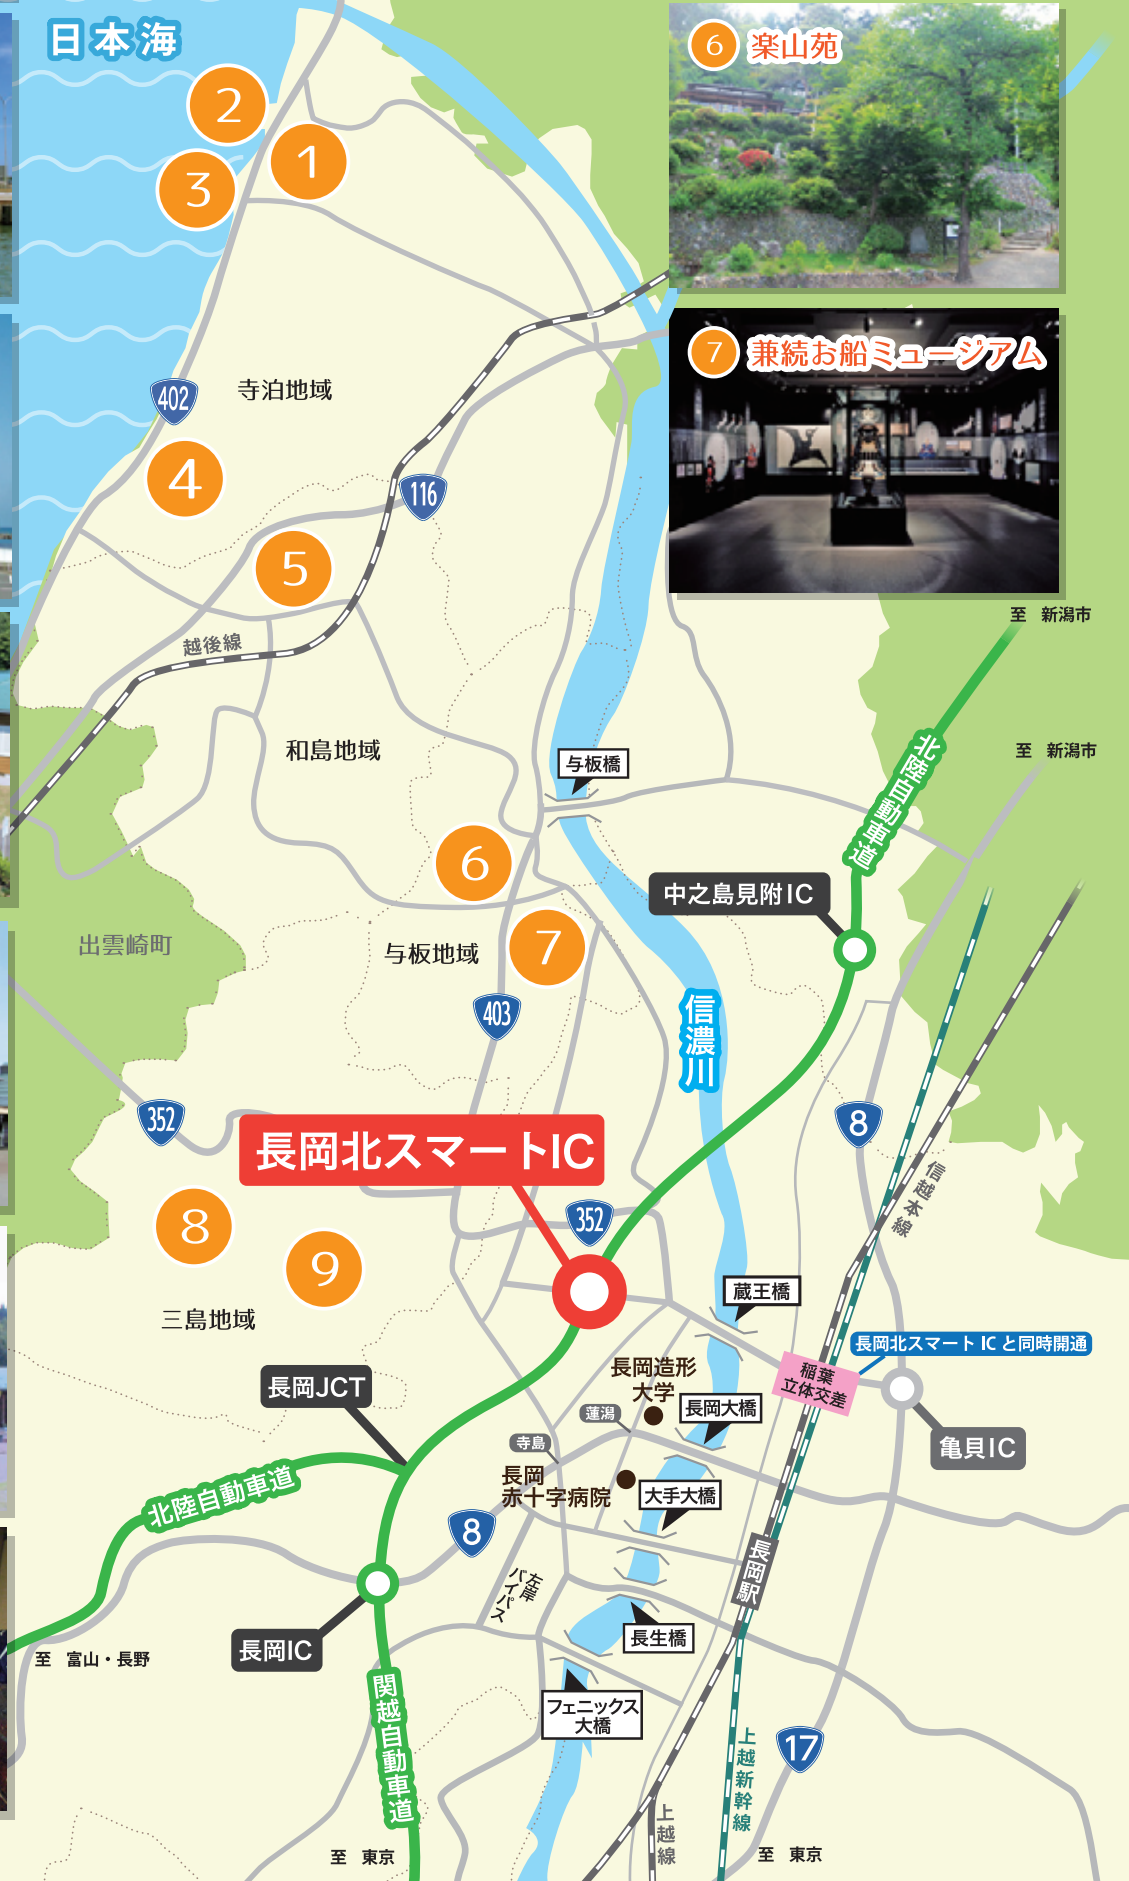 日本海
2
1
3
6 楽山苑
7 兼続お船ミュージアム
402
寺泊地域
4
116
5
越後線
至 新潟市
至 新潟市
和島地域
与板橋
北陸自動車道
6
中之島見附IC
出雲崎町
与板地域
7
403
信濃川
352
8
長岡北スマートIC
信越本線
8
352
9
三島地域
蔵王橋
長岡北スマートICと同時開通
稲葉
立体交差
長岡造形
大学
長岡JCT
長岡大橋
蓮潟
亀貝IC
寺島
長岡
赤十字病院
大手大橋
北陸自動車道
8
長岡駅
左岸
バイパス
長岡IC
長生橋
至 富山・長野
フェニックス
大橋
関越自動車道
17
上越新幹線
上越線
至 東京
至 東京